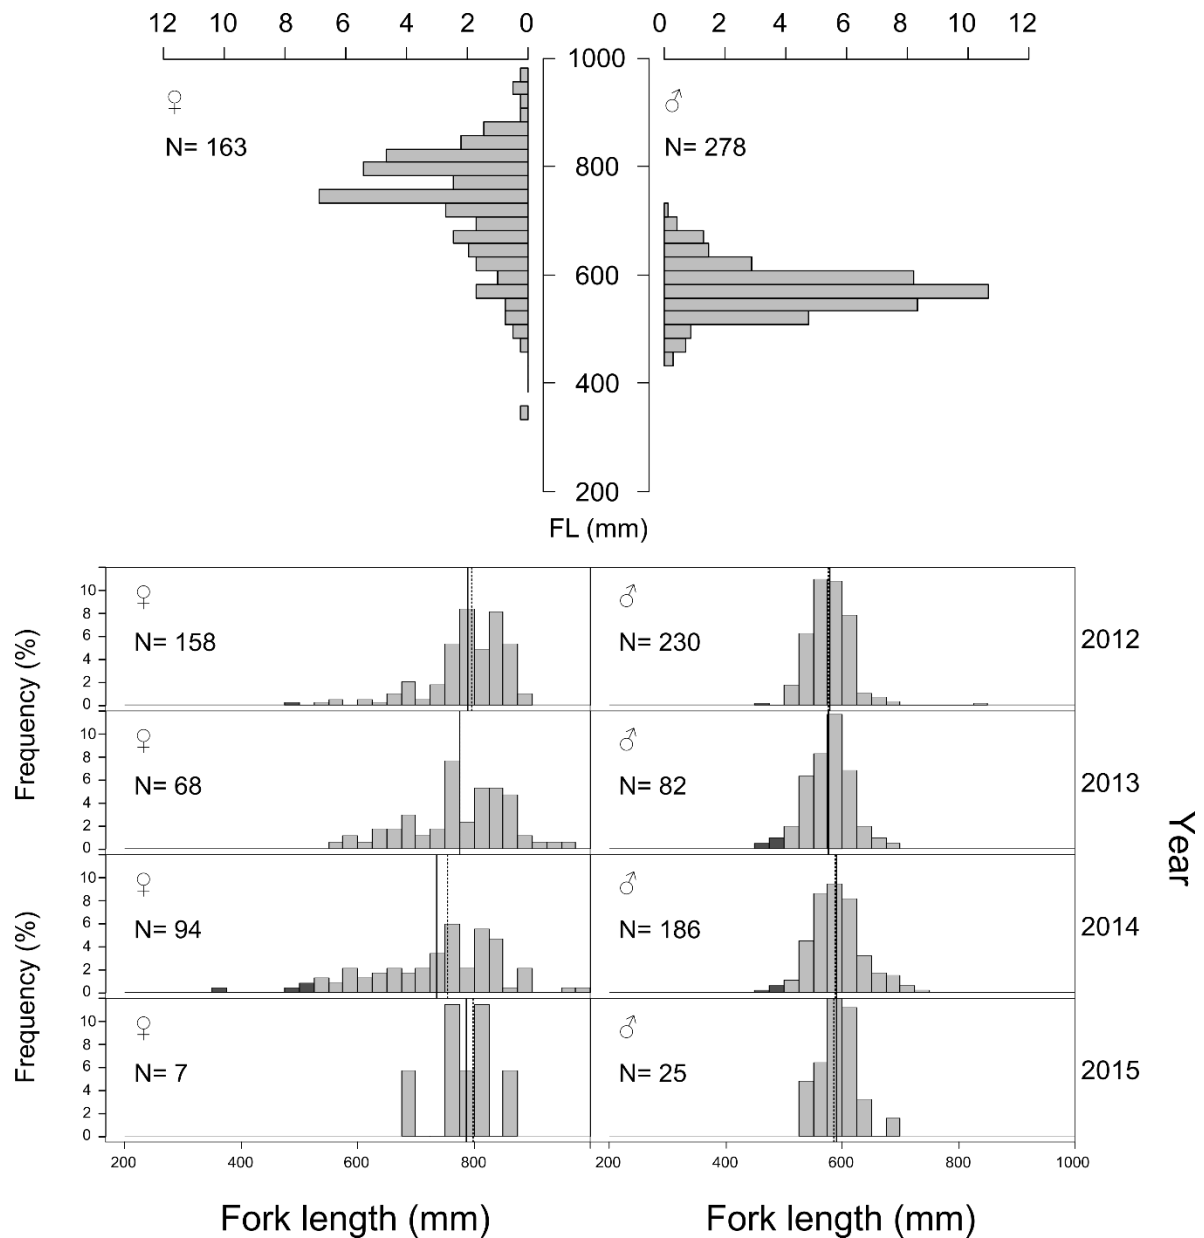 12 10 8 6 4 2 0 0 2 4 6 8 10 12
1000
♀ ♂
N= 163 800 N= 278
600
400
200
FL (mm)
10 8 6 4 2 0 ♀ N= 158 ♂ N= 230 2012
10 8 6 4 2 0 ♀ N= 68 ♂ N= 82 2013
10 8 6 4 2 0 ♀ N= 94 ♂ N= 186 2014
10 8 6 4 2 0 ♀ N= 7 ♂ N= 25 2015
Frequency (%)
Frequency (%)
Year
200 400 600 800 200 400 600 800 1000
Fork length (mm) Fork length (mm)